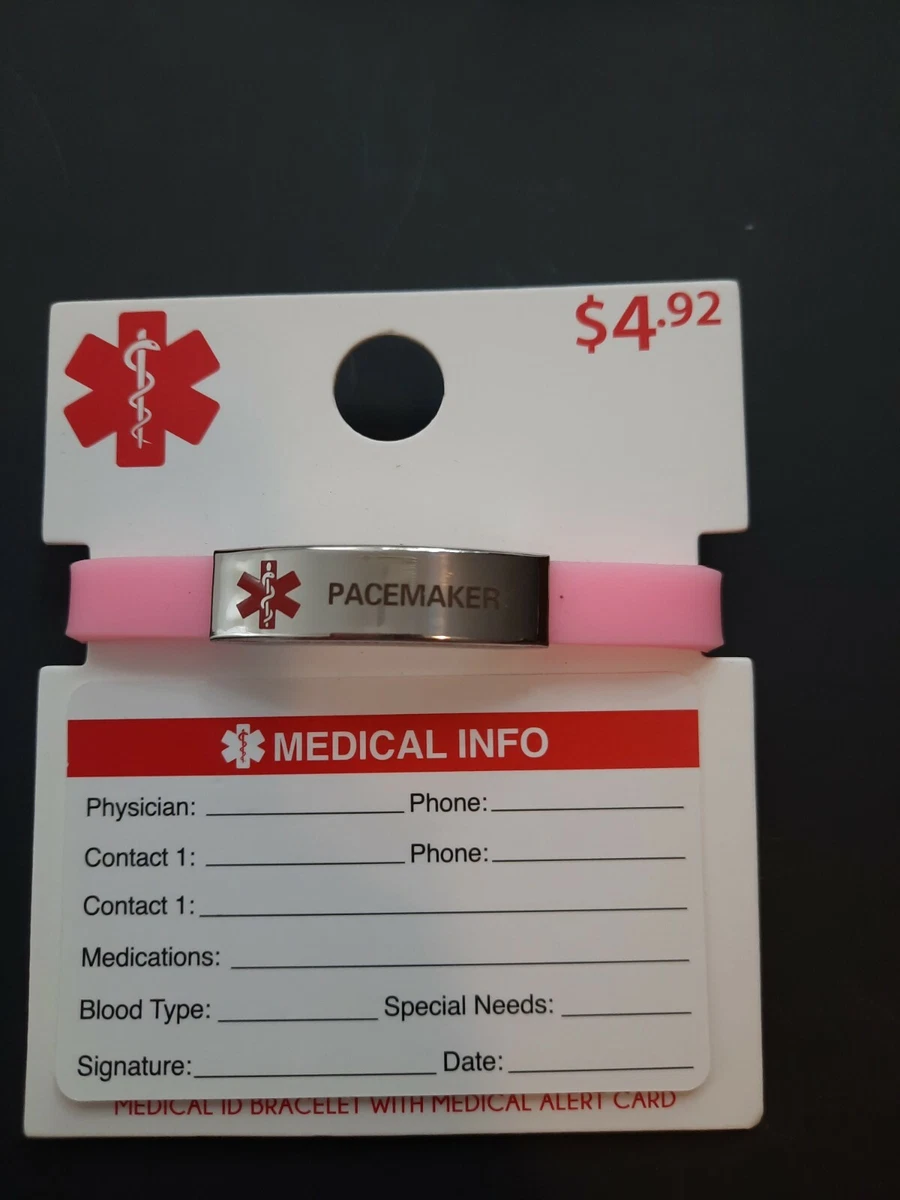 $4.92
PACEMAKER
MEDICAL INFO
Physician: Phone:
Contact 1: Phone:
Contact 1:
Medications:
Blood Type: Special Needs:
Signature: Date:
MEDICAL ID BRACELET WITH MEDICAL ALERT CARD